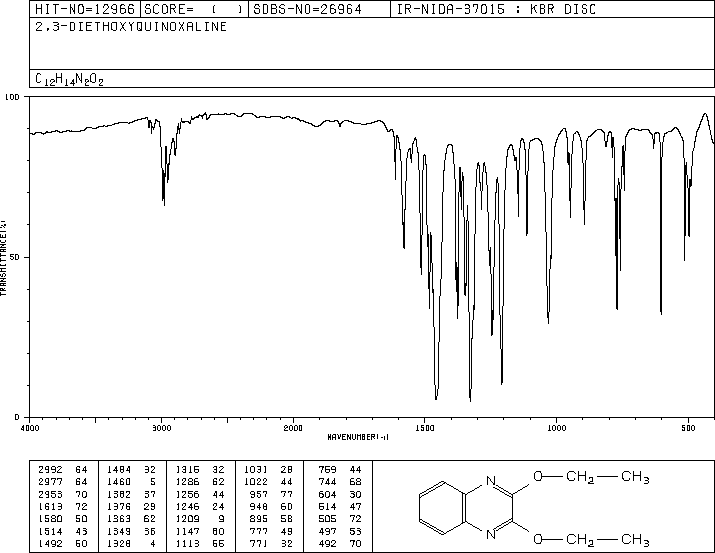 HIT-NO=12966 SCORE= ( ) SDBS-NO=26964 IR-NIDA-37015 : KBR DISC
2,3-DIETHOXYQUINOXALINE
C12H14N2O2
100
50
0
TRANSMITTANCE(%)
4000 3000 2000 1500 1000 500
WAVENUMBER(-1)
2992 64 1484 32 1316 32 1031 28 759 44
2977 64 1460 5 1286 62 1022 44 744 68
2953 70 1382 37 1256 44 957 77 604 30
1613 72 1376 29 1246 24 948 60 514 47
1580 50 1363 62 1209 9 895 58 505 72
1514 43 1349 36 1147 60 777 49 497 53
1492 60 1328 4 1113 55 771 32 492 70
N O CH2 CH3
N O CH2 CH3